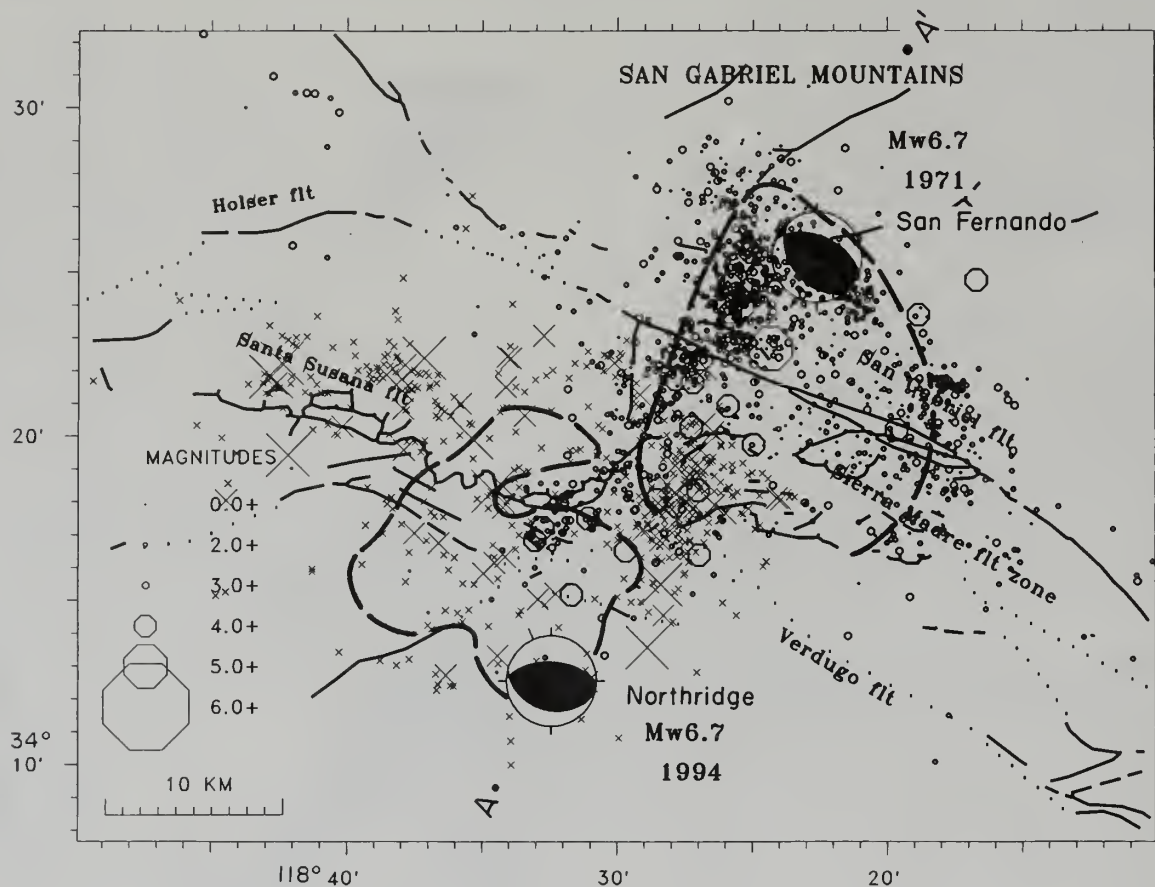 A'
SAN GABRIEL MOUNTAINS
30'
Mw6.7
1971
Holser flt
San Fernando
Santa Susana flt
San Gabriel flt
20'
MAGNITUDES
0.0+
2.0+
3.0+
4.0+
5.0+
6.0+
Sierra Madre flt zone
Verdugo flt
Northridge
Mw6.7
1994
34°
10'
10 KM
A
118° 40'
30'
20'